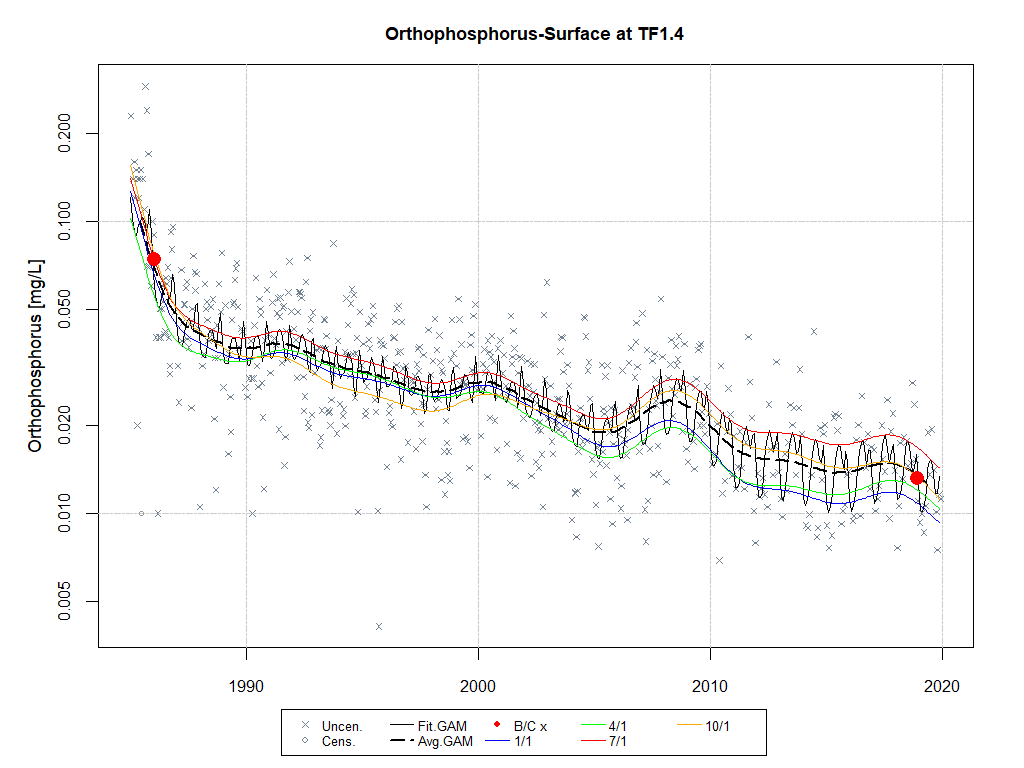 Orthophosphorus-Surface at TF1.4
Orthophosphorus [mg/L]
0.200
0.100
0.050
0.020
0.010
0.005
1990 2000 2010 2020
Uncen. Fit.GAM B/C x 4/1 10/1
Cens. Avg.GAM 1/1 7/1